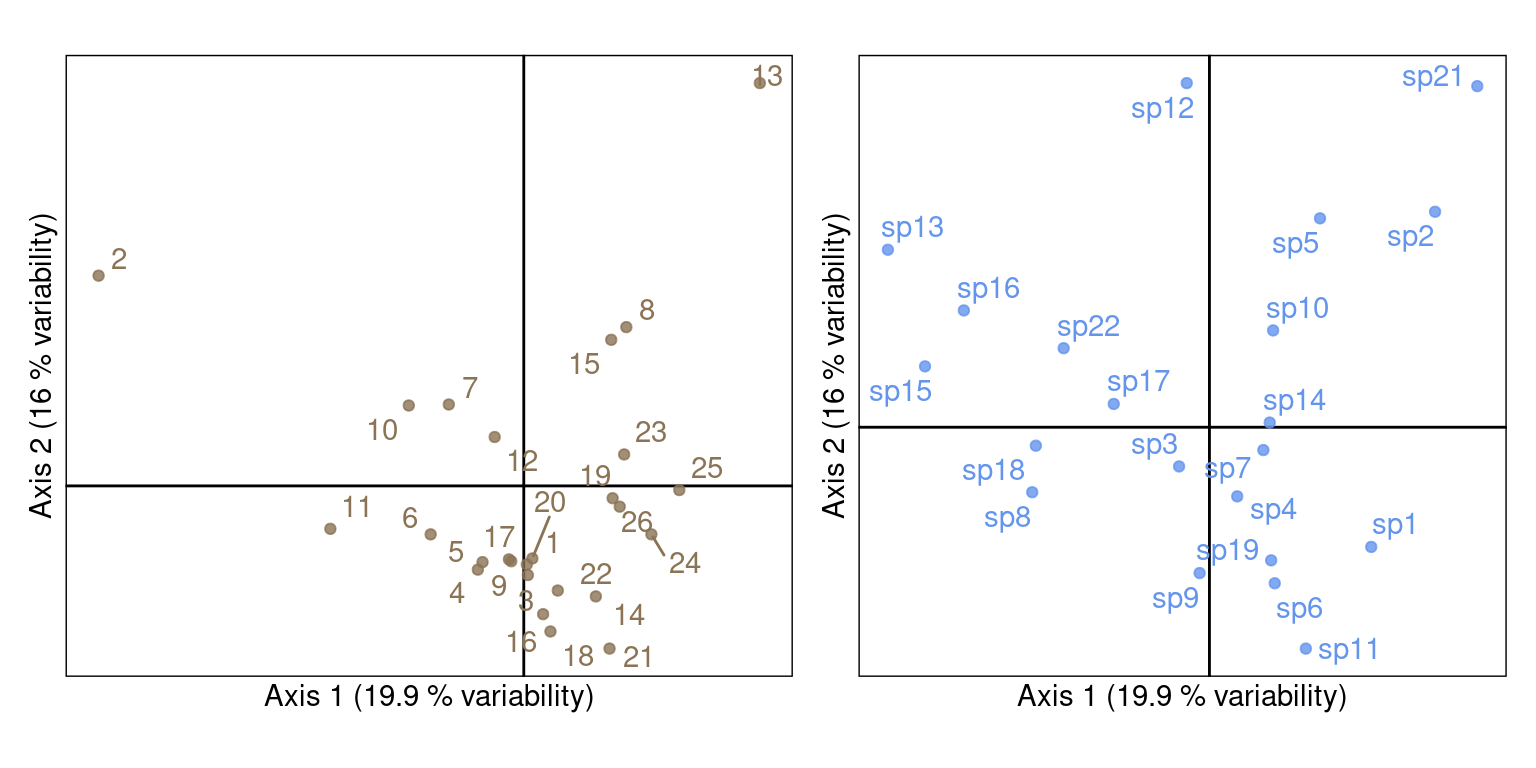 13
2
8
15
7
10
23
12
25
19
11
20
6
26
17
1
5
24
22
4
9
3
14
16
18
21
Axis 1 (19.9 % variability)
Axis 2 (16 % variability)
sp21
sp12
sp13
sp5
sp2
sp16
sp10
sp22
sp17
sp15
sp14
sp3
sp7
sp18
sp4
sp8
sp1
sp19
sp9
sp6
sp11
Axis 1 (19.9 % variability)
Axis 2 (16 % variability)